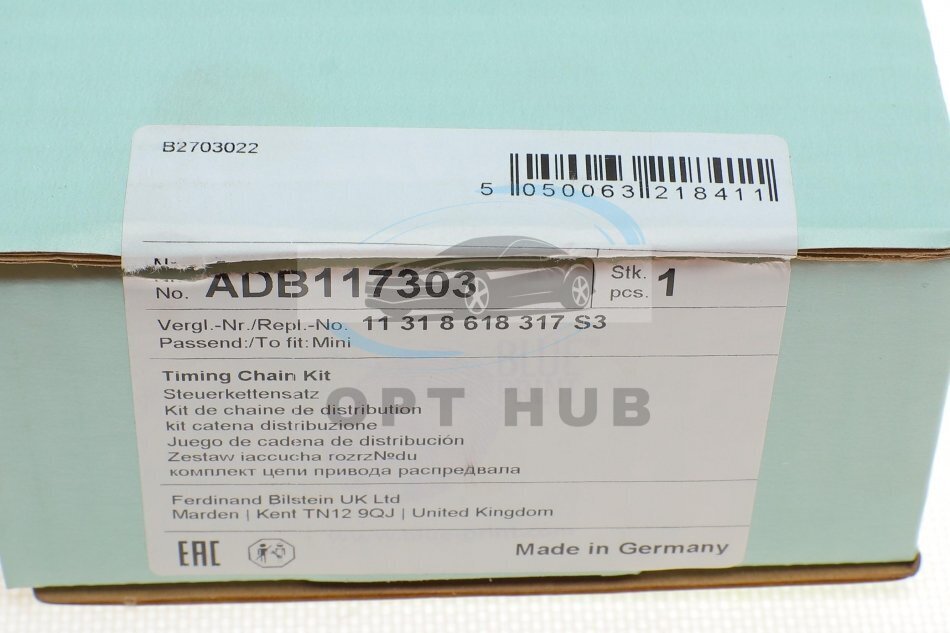 B2703022
5 050063 218411
No. ADB117303
Stk.
pcs. 1
Vergl.-Nr./Repl.-No. 11 31 8 618 317 S3
Passend:/To fit: Mini
Timing Chain Kit
Steuerkettensatz
Kit de chaine de distribution
kit catena distribuzione
Juego de cadena de distribución
Zestaw iaccucha rozrz№du
комплект цепи привода распредвала
OPT HUB
Ferdinand Bilstein UK Ltd
Marden | Kent TN12 9QJ | United Kingdom
EAC
Made in Germany